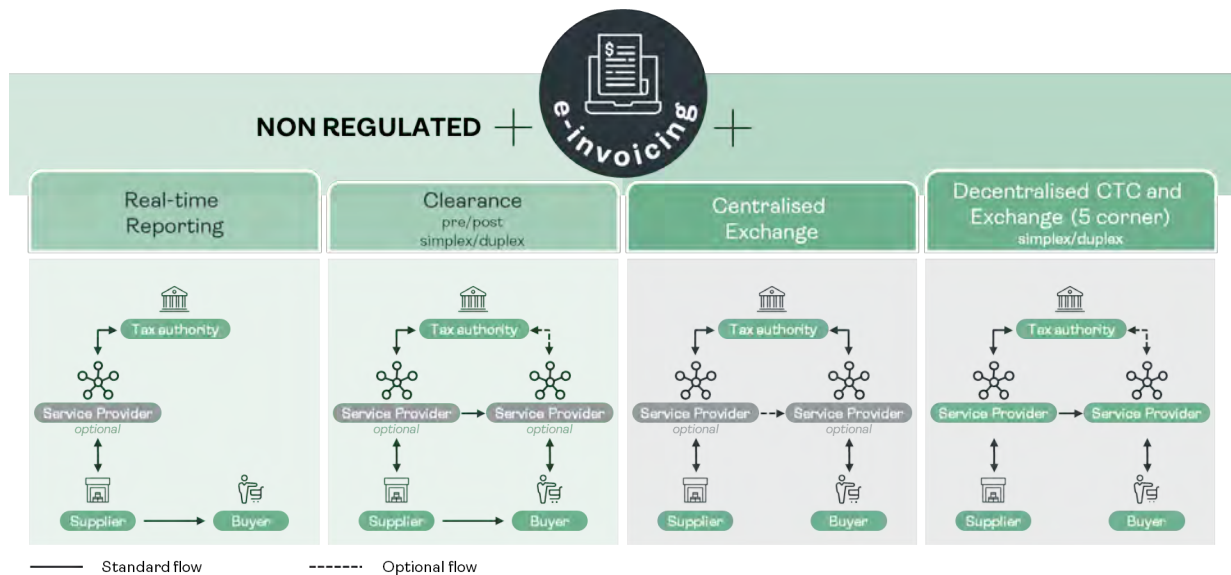 NON REGULATED
$
e-invoicing
Real-time
Reporting
Tax authority
Service Provider
optional
Supplier
Buyer
Clearance
pre/post
simplex/duplex
Tax authority
Service Provider
Service Provider
optional
optional
Supplier
Buyer
Centralised
Exchange
Tax authority
Service Provider
Service Provider
optional
optional
Supplier
Buyer
Decentralised CTC and
Exchange (5 corner)
simplex/duplex
Tax authority
Service Provider
Service Provider
Supplier
Buyer
Standard flow
Optional flow